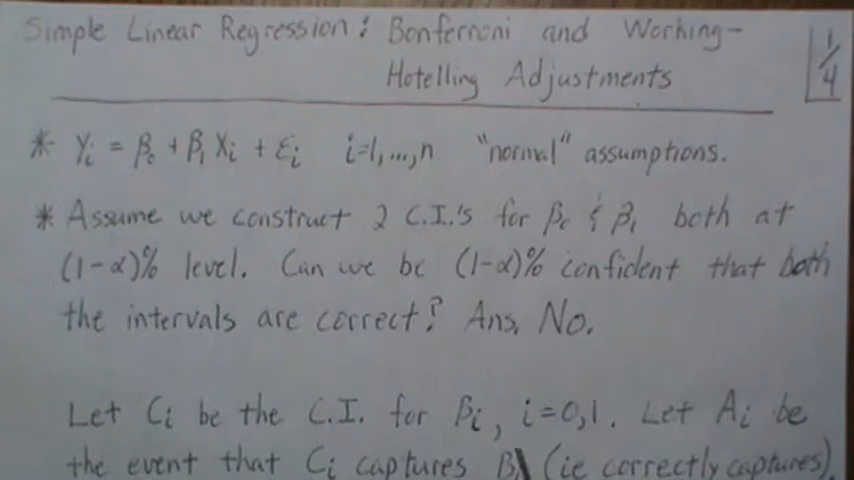 Simple Linear Regression: Bonferroni and Working-
Hotelling Adjustments
1/4
* Yᵢ = β₀ + β₁ Xᵢ + εᵢ i=1,...,n "normal" assumptions.
* Assume we construct 2 C.I.'s for β₀ & β₁ both at
(1-α)% level. Can we be (1-α)% confident that both
the intervals are correct? Ans. No.
Let Cᵢ be the C.I. for βᵢ, i=0,1. Let Aᵢ be
the event that Cᵢ captures (ie correctly captures)